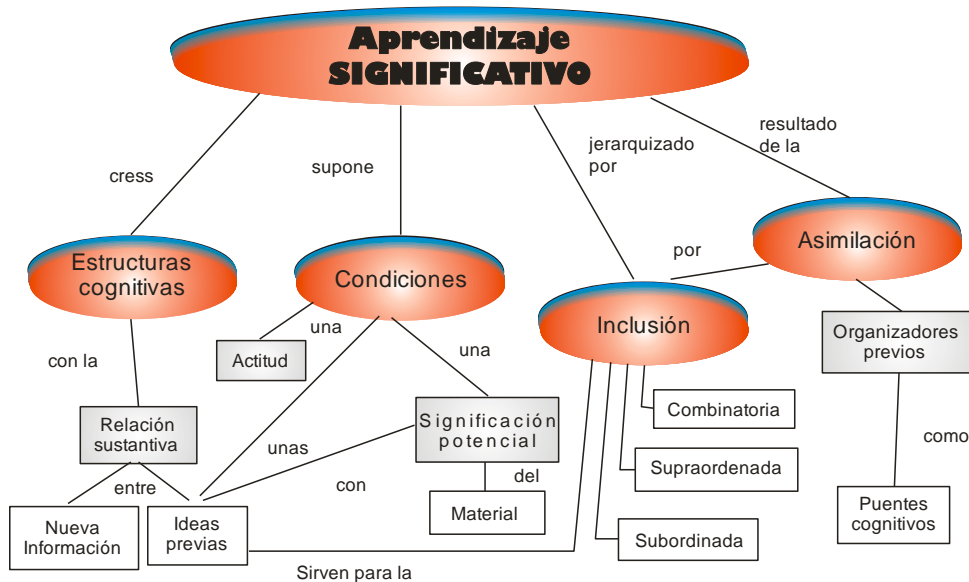 Aprendizaje
SIGNIFICATIVO
cress
supone
jerarquizado
por
resultado
de la
Estructuras
cognitivas
Condiciones
por
Asimilación
Inclusión
una
Actitud
una
con la
Organizadores
previos
Combinatoria
Relación
sustantiva
Significación
potencial
unas
con
del
como
Supraordenada
entre
Nueva
Información
Ideas
previas
Material
Puentes
cognitivos
Subordinada
Sirven para la